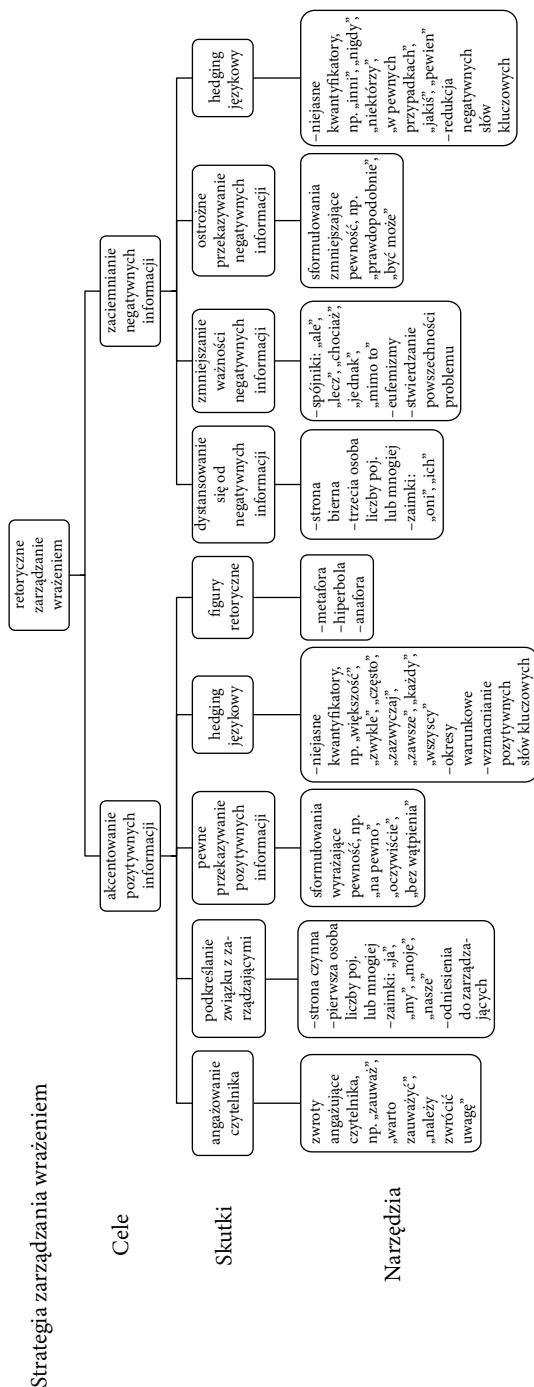 Strategia zarządzania wrażeniem
retoryczne
zarządzanie
wrażeniem
Cele
akcentowanie
pozytywnych
informacji
zaciemnianie
negatywnych
informacji
Skutki
angażowanie
czytelnika
podkreślanie
związku z za-
rządzającymi
pewne
przekazywanie
pozytywnych
informacji
hedging
językowy
figury
retoryczne
dystansowanie
się od
negatywnych
informacji
zmniejszanie
ważności
negatywnych
informacji
ostrożne
przekazywanie
negatywnych
informacji
hedging
językowy
Narzędzia
zwroty
angażujące
czytelnika,
np. „zauważ”,
„warto
zauważyć”,
„należy
zwrócić
uwagę”
–strona czynna
–pierwsza osoba
liczby poj.
lub mnogiej
–zaimki: „ja”,
„my”, „moje”,
„nasze”
–odniesienia
do zarządza-
jących
sformułowania
wyrażające
pewność, np.
„na pewno”,
„oczywiście”,
„bez wątpienia”
–niejasne
kwantyfikatory,
np. „większość”,
„zwykle”, „często”,
„zazwyczaj”,
„zawsze”, „każdy”,
„wszyscy”
–okresy
warunkowe
–wzmacnianie
pozytywnych
słów kluczowych
–metafora
–hiperbola
–anafora
–strona
bierna
–trzecia osoba
liczby poj.
lub mnogiej
–zaimki:
„oni”, „ich”
–spójniki: „ale”,
„lecz”, „chociaż”,
„jednak”,
„mimo to”
–eufemizmy
–stwierdzanie
powszechności
problemu
sformułowania
zmniejszające
pewność, np.
„prawdopodobnie”,
„być może”
–niejasne
kwantyfikatory,
np. „inni”, „nigdy”,
„niektórzy”,
„w pewnych
przypadkach”,
„jakiś”, „pewien”
–redukcja
negatywnych
słów
kluczowych